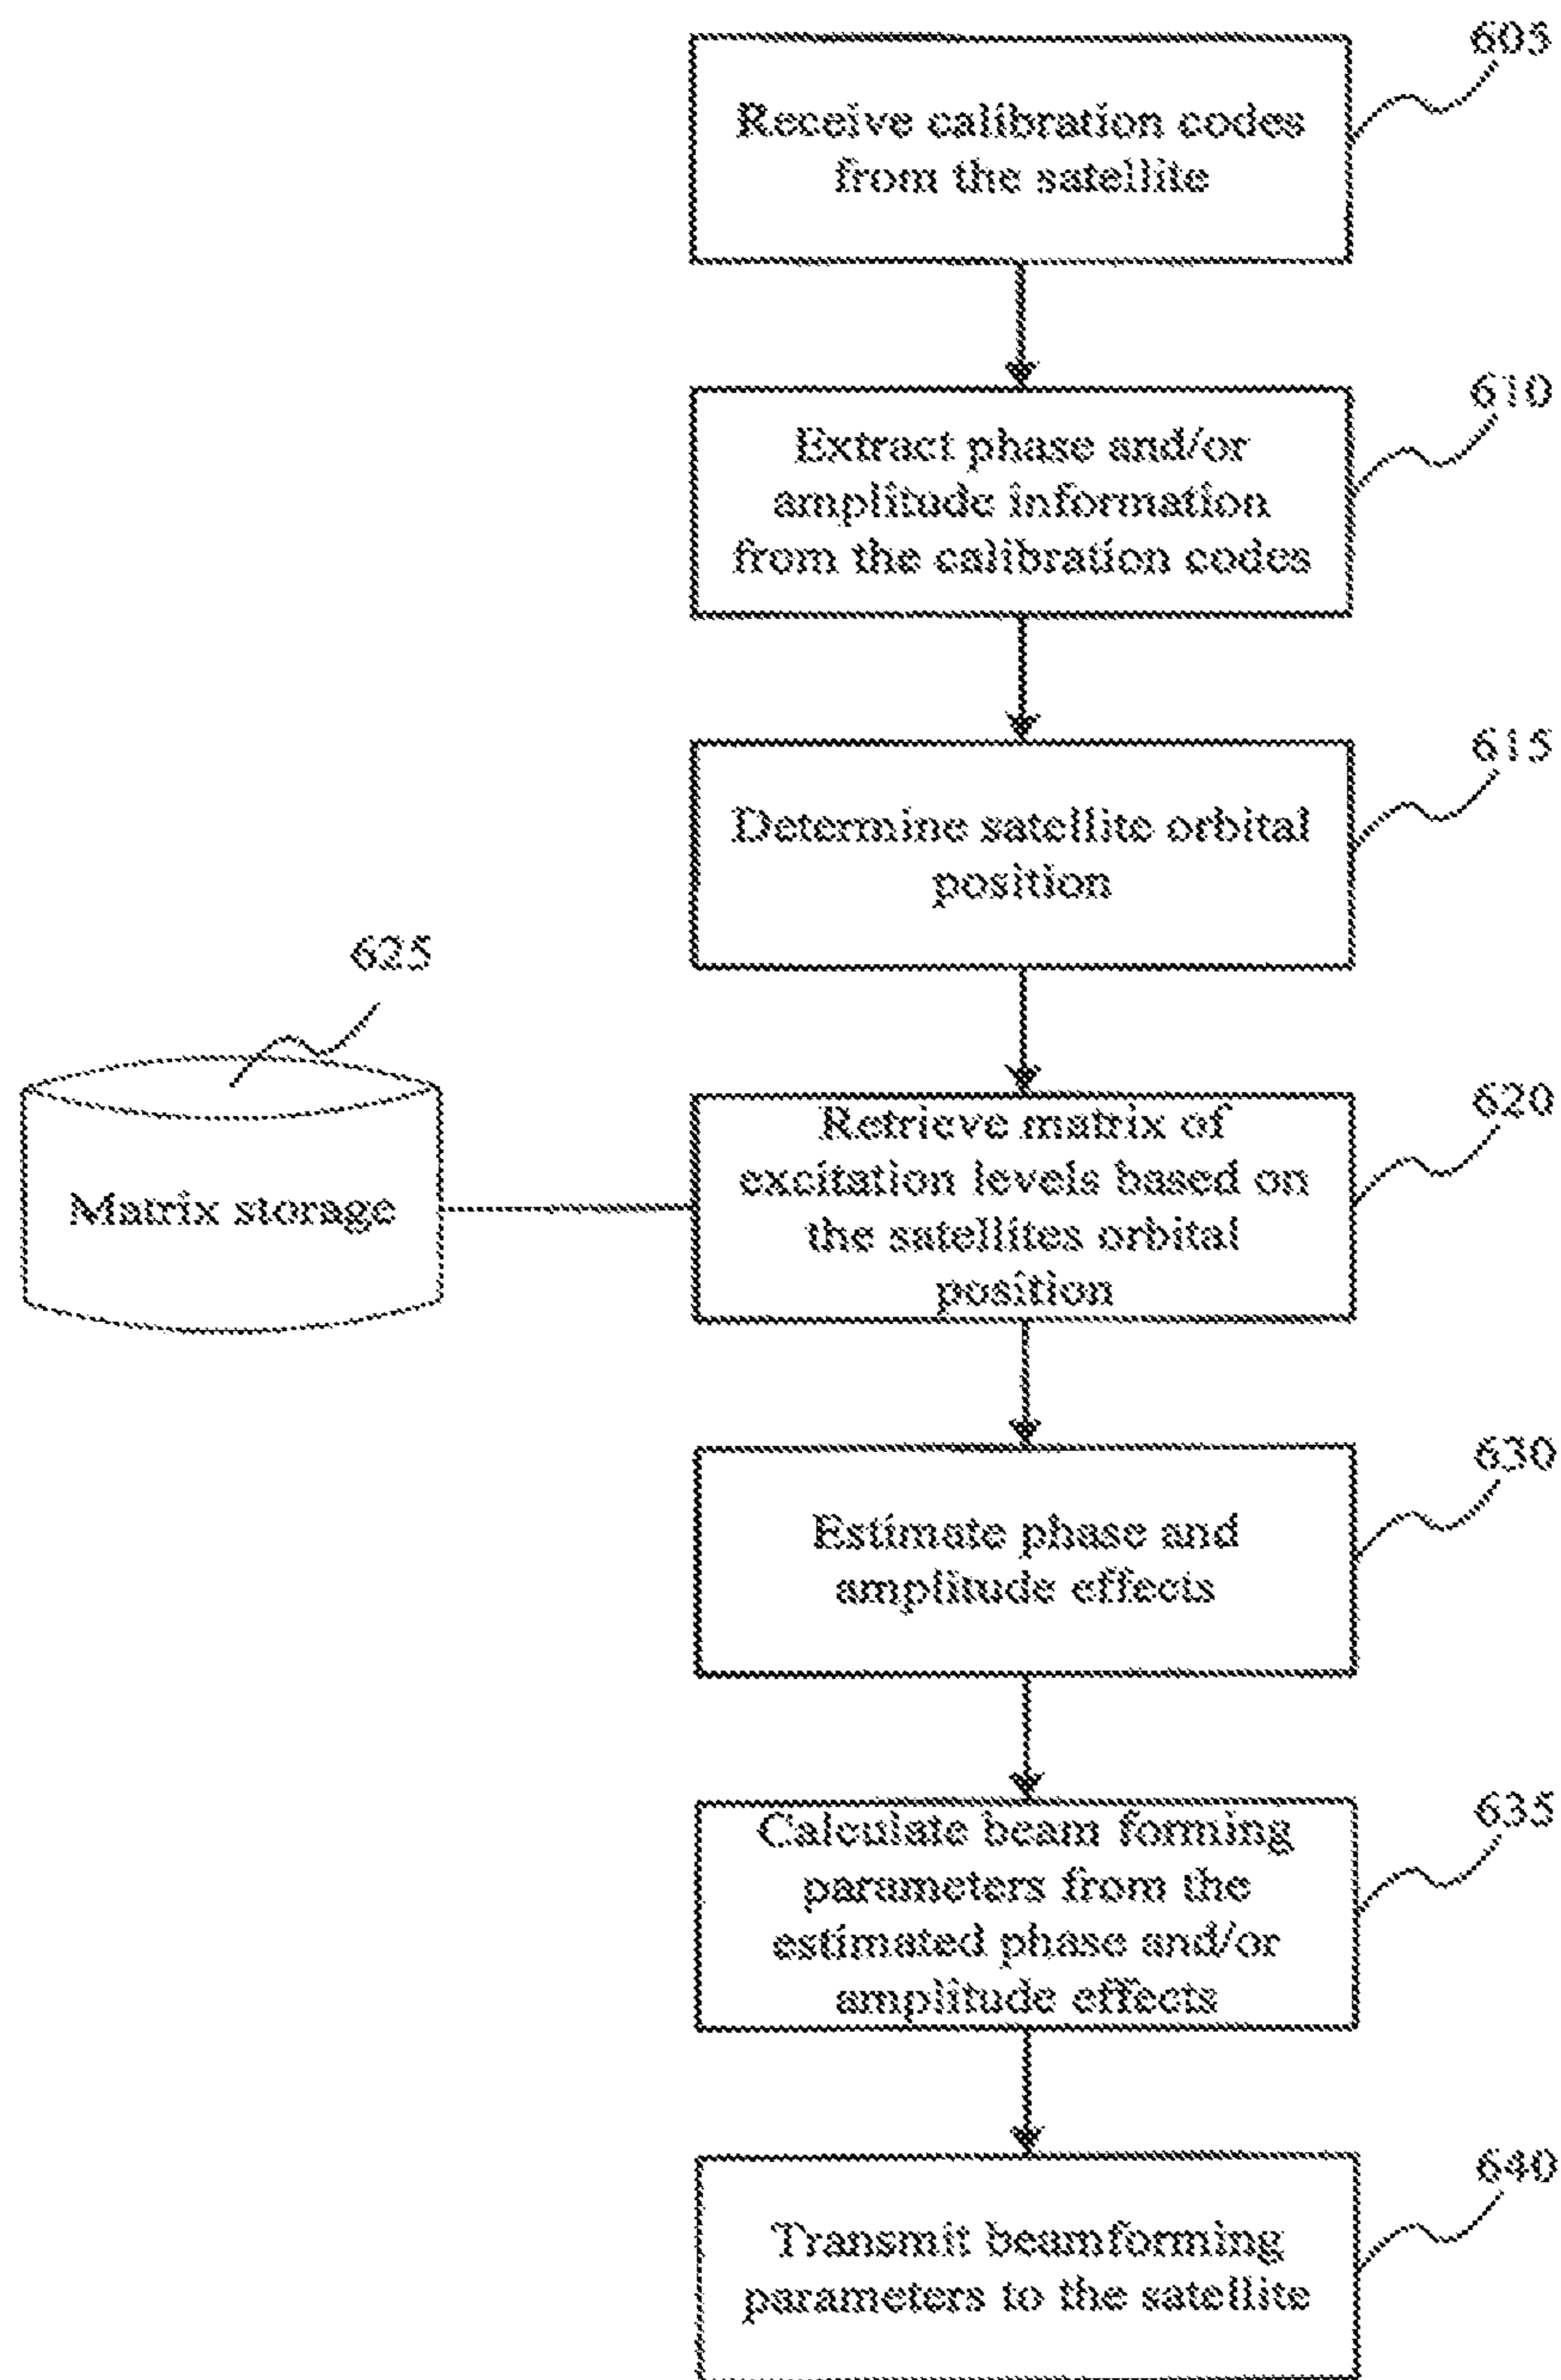 605
Receive calibration codes
from the satellite
610
Extract phase and/or
amplitude information
from the calibration codes
615
Determine satellite orbital
position
625
Matrix storage
620
Retrieve matrix of
excitation levels based on
the satellites orbital
position
630
Estimate phase and
amplitude effects
635
Calculate beam forming
parameters from the
estimated phase and/or
amplitude effects
640
Transmit beamforming
parameters to the satellite